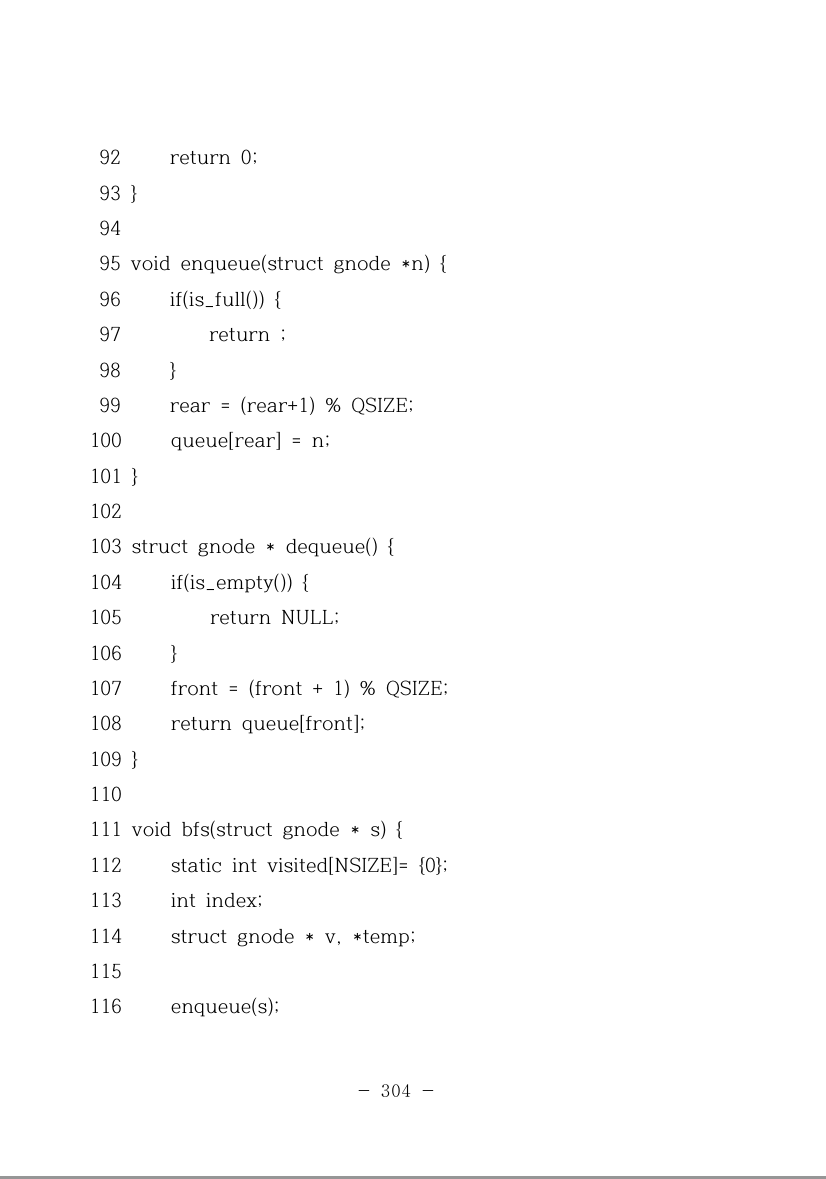 92     return 0;
93 }
94
95 void enqueue(struct gnode *n) {
96     if(is_full()) {
97         return ;
98     }
99     rear = (rear+1) % QSIZE;
100     queue[rear] = n;
101 }
102
103 struct gnode * dequeue() {
104     if(is_empty()) {
105         return NULL;
106     }
107     front = (front + 1) % QSIZE;
108     return queue[front];
109 }
110
111 void bfs(struct gnode * s) {
112     static int visited[NSIZE]= {0};
113     int index;
114     struct gnode * v, *temp;
115
116     enqueue(s);
- 304 -